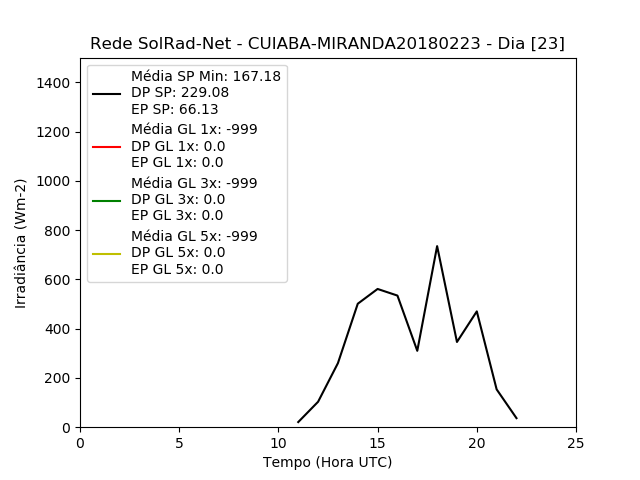 Rede SolRad-Net - CUIABA-MIRANDA20180223 - Dia [23]
Média SP Min: 167.18
DP SP: 229.08
EP SP: 66.13
Média GL 1x: -999
DP GL 1x: 0.0
EP GL 1x: 0.0
Média GL 3x: -999
DP GL 3x: 0.0
EP GL 3x: 0.0
Média GL 5x: -999
DP GL 5x: 0.0
EP GL 5x: 0.0
Irradiância (Wm-2)
1400
1200
1000
800
600
400
200
0
0 5 10 15 20 25
Tempo (Hora UTC)